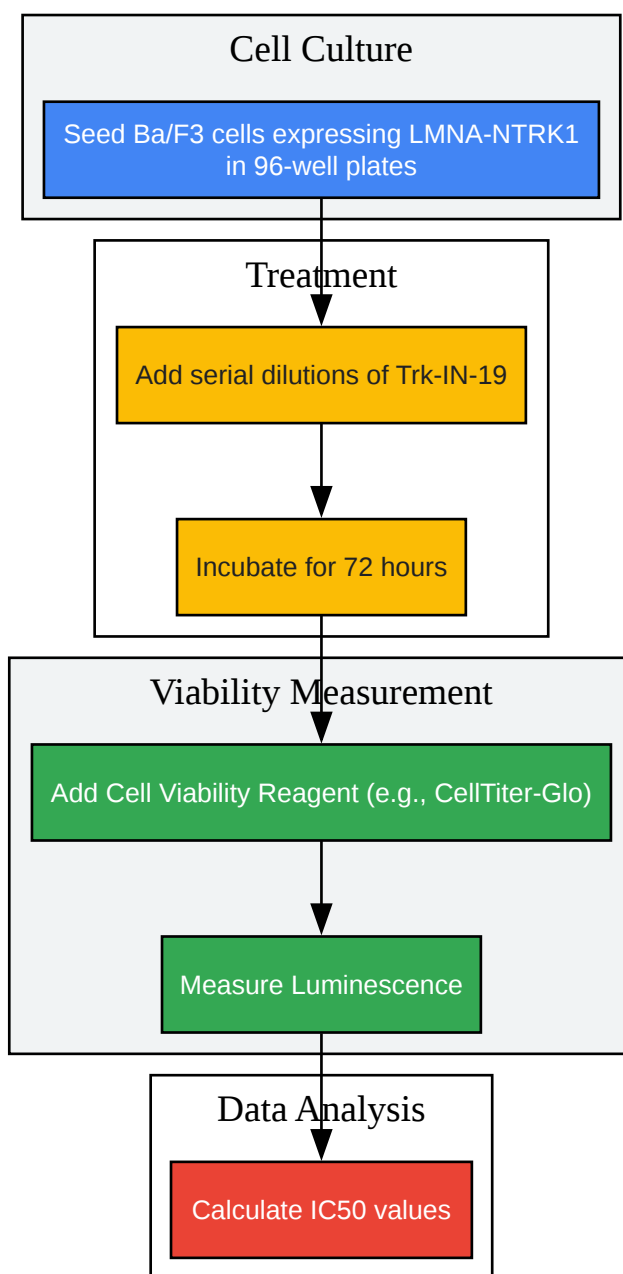 Cell Culture
Seed Ba/F3 cells expressing LMNA-NTRK1
in 96-well plates
Treatment
Add serial dilutions of Trk-IN-19
Incubate for 72 hours
Viability Measurement
Add Cell Viability Reagent (e.g., CellTiter-Glo)
Measure Luminescence
Data Analysis
Calculate IC50 values